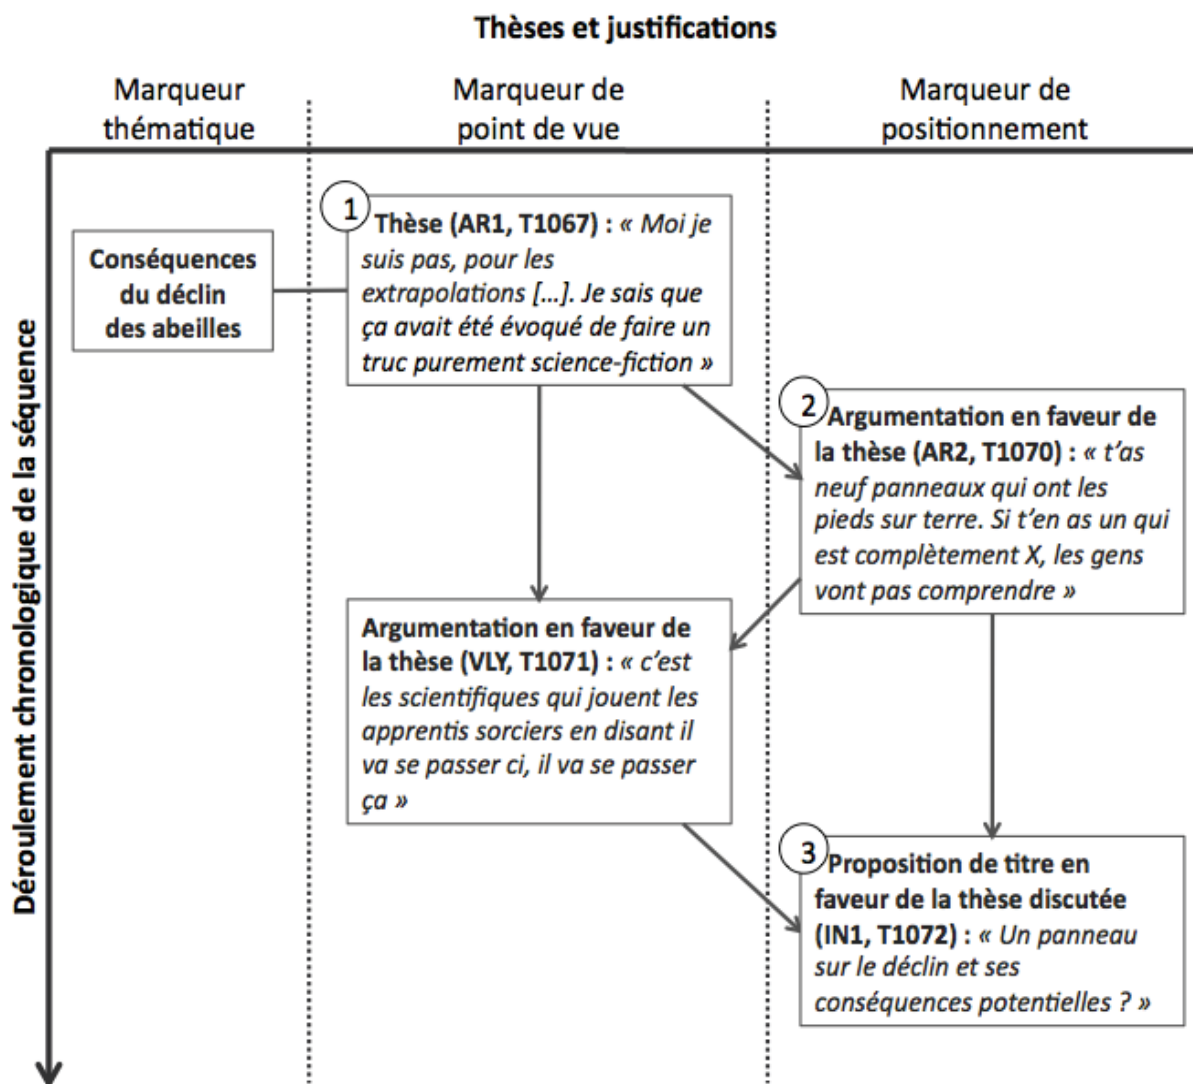 Thèses et justifications
Marqueur
thématique
Marqueur de
point de vue
Marqueur de
positionnement
Déroulement chronologique de la séquence
Conséquences
du déclin
des abeilles
1
Thèse (AR1, T1067) : « Moi je
suis pas, pour les
extrapolations […]. Je sais que
ça avait été évoqué de faire un
truc purement science-fiction »
2
Argumentation en faveur de
la thèse (AR2, T1070) : « t’as
neuf panneaux qui ont les
pieds sur terre. Si t’en as un qui
est complètement X, les gens
vont pas comprendre »
Argumentation en faveur de
la thèse (VLY, T1071) : « c’est
les scientifiques qui jouent les
apprentis sorciers en disant il
va se passer ci, il va se passer
ça »
3
Proposition de titre en
faveur de la thèse discutée
(IN1, T1072) : « Un panneau
sur le déclin et ses
conséquences potentielles ? »